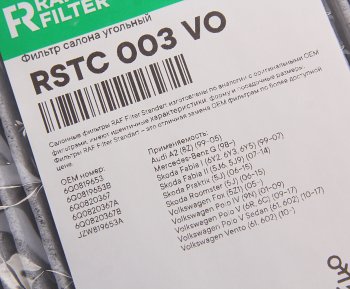 R RAF
FILTER
Фильтр салона угольный
RSTC 003 VO
Салонные фильтры RAF Filter Standart изготовлены по аналогии с оригинальными OEM
фильтрами, имеют идентичные характеристики, форму и посадочные размеры.
Фильтры RAF Filter Standart – это отличная замена OEM фильтрам по более доступной
цене.
OEM номер:
6Q0819653
6Q0819653B
6Q0820367
6Q0820367A
6Q0820367B
JZW819653A
Применяемость:
Audi A2 (8Z) (99-05)
Mercedes-Benz G (98-)
Skoda Fabia I (6Y2, 6Y3, 6Y5) (99-07)
Skoda Fabia II (5J6, 5J9) (07-14)
Skoda Praktik (5J) (06-15)
Skoda Roomster (5J) (06-15)
Volkswagen Fox (5Z1) (05-)
Volkswagen Polo IV (9N) (01-09)
Volkswagen Polo V (6R, 6C) (09-17)
Volkswagen Polo V Sedan (61, 602) (10-17)
Volkswagen Vento (61, 602) (10-)